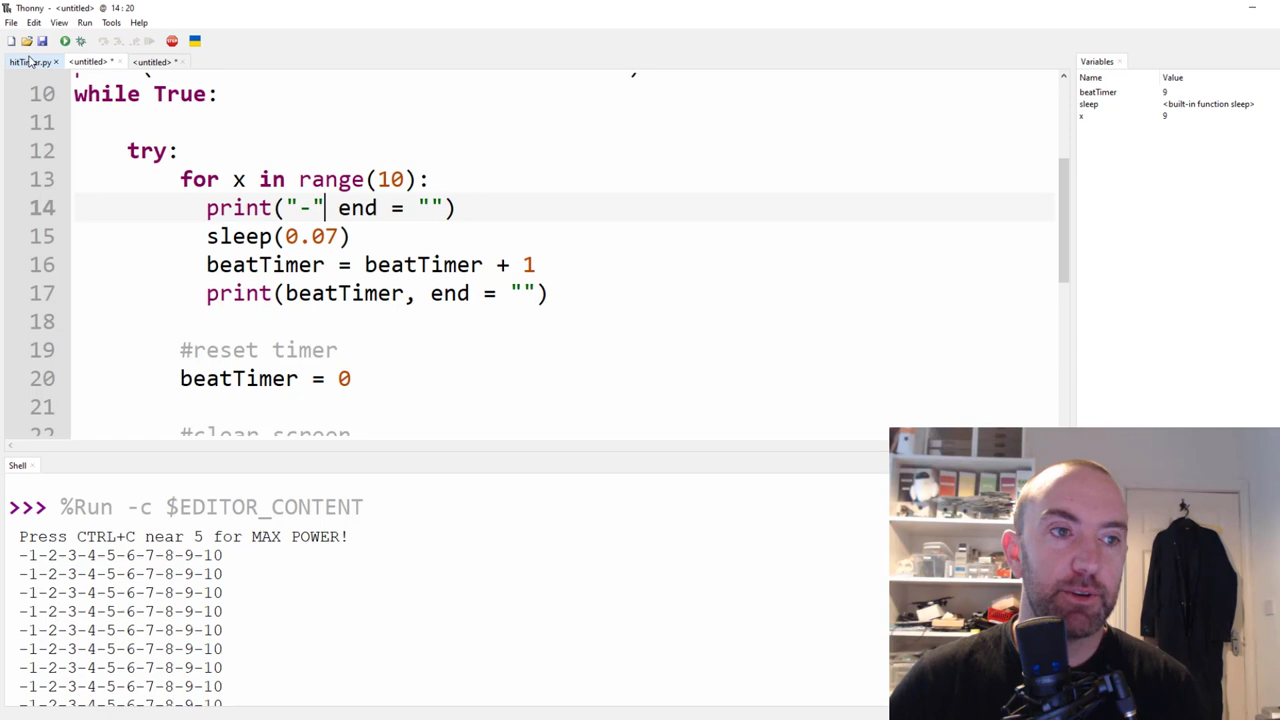 Thonny - <untitled> @ 14 : 20
File Edit View Run Tools Help
hitTimer.py × <untitled> * × <untitled> * ×
10 while True:
11
12 try:
13 for x in range(10):
14 print("-" end = "")
15 sleep(0.07)
16 beatTimer = beatTimer + 1
17 print(beatTimer, end = "")
18
19 #reset timer
20 beatTimer = 0
21
22 #clear screen
Variables ×
Name Value
beatTimer 9
sleep <built-in function sleep>
x 9
Shell ×
>>> %Run -c $EDITOR_CONTENT
Press CTRL+C near 5 for MAX POWER!
-1-2-3-4-5-6-7-8-9-10
-1-2-3-4-5-6-7-8-9-10
-1-2-3-4-5-6-7-8-9-10
-1-2-3-4-5-6-7-8-9-10
-1-2-3-4-5-6-7-8-9-10
-1-2-3-4-5-6-7-8-9-10
-1-2-3-4-5-6-7-8-9-10
-1-2-3-4-5-6-7-8-9-10
-1-2-3-4-5-6-7-8-9-10